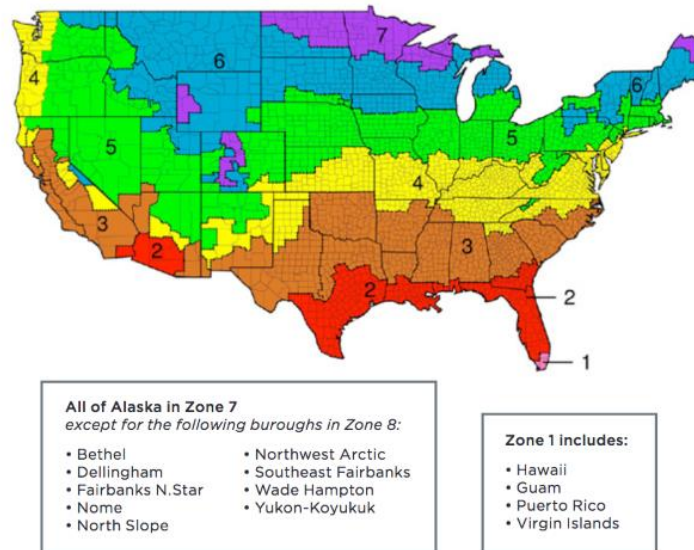 7
6
4
6
5
5
4
3
3
2
2
2
1
All of Alaska in Zone 7
except for the following buroughs in Zone 8:
• Bethel
• Dellingham
• Fairbanks N.Star
• Nome
• North Slope
• Northwest Arctic
• Southeast Fairbanks
• Wade Hampton
• Yukon-Koyukuk
Zone 1 includes:
• Hawaii
• Guam
• Puerto Rico
• Virgin Islands